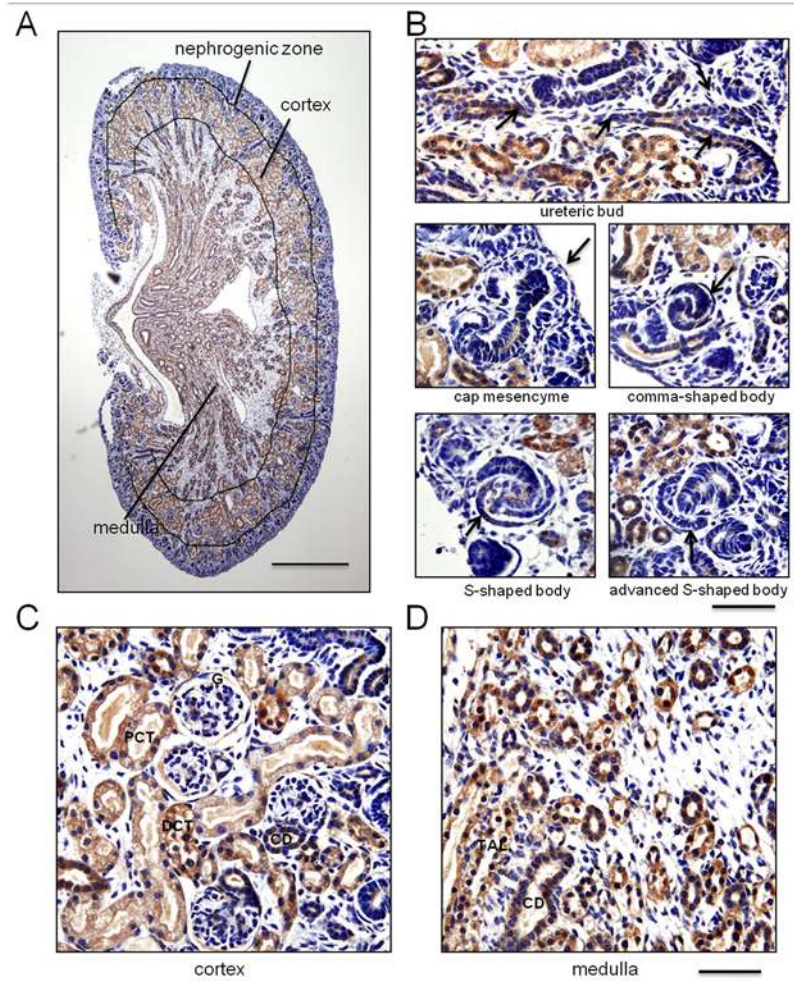 A
nephrogenic zone
cortex
medulla
B
ureteric bud
cap mesencyme
comma-shaped body
S-shaped body
advanced S-shaped body
C
G
PCT
DCT
CD
cortex
D
TAL
CD
medulla